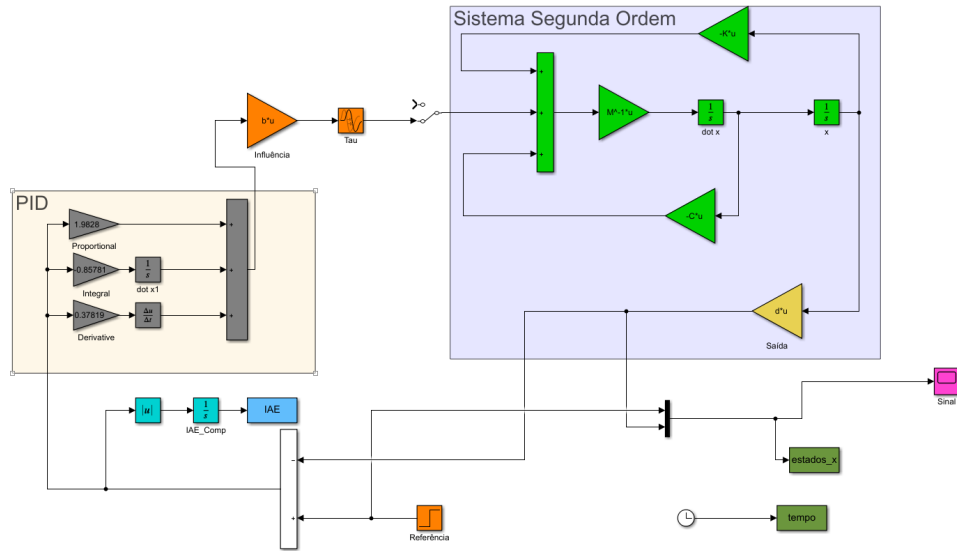 Sistema Segunda Ordem
-K*u
+
+
+
M^-1*u
1
s
dot x
1
s
x
-C*u
b*u
Influência
Tau
PID
1.9828
Proportional
-0.85781
Integral
1
s
dot x1
0.37819
Derivative
Δu
Δt
+
+
+
d*u
Saída
|u|
1
s
IAE_Comp
IAE
−
+
Referência
Sinal
estados_x
tempo